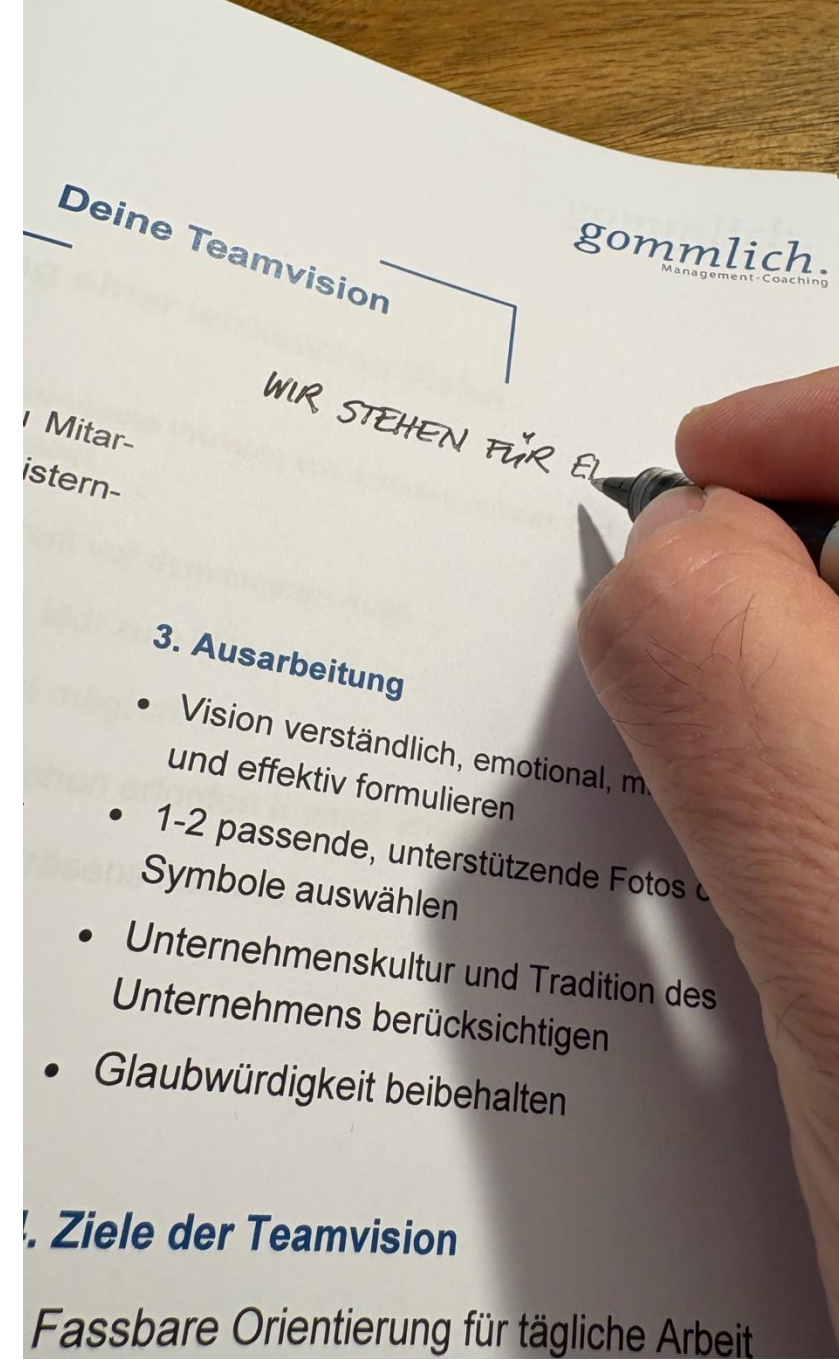 Deine Teamvision
gommlich.
Management-Coaching
WIR STEHEN FÜR
Mitar-
istern-
3. Ausarbeitung
• Vision verständlich, emotional,
und effektiv formulieren
• 1-2 passende, unterstützende Fotos
Symbole auswählen
• Unternehmenskultur und Tradition des
Unternehmens berücksichtigen
• Glaubwürdigkeit beibehalten
. Ziele der Teamvision
Fassbare Orientierung für tägliche Arbeit